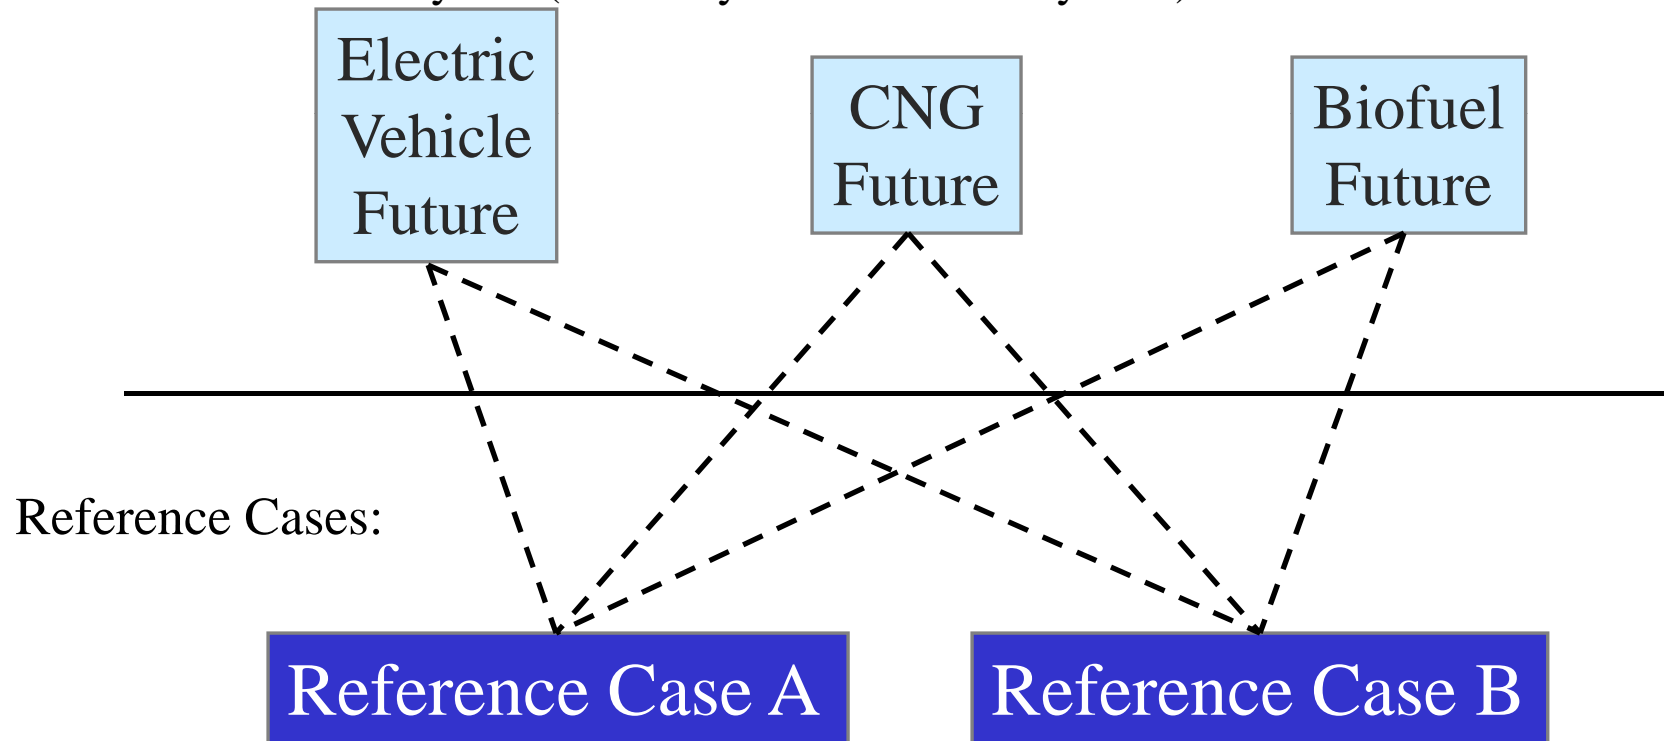 Electric
Vehicle
Future
CNG
Future
Biofuel
Future
Reference Cases:
Reference Case A
Reference Case B